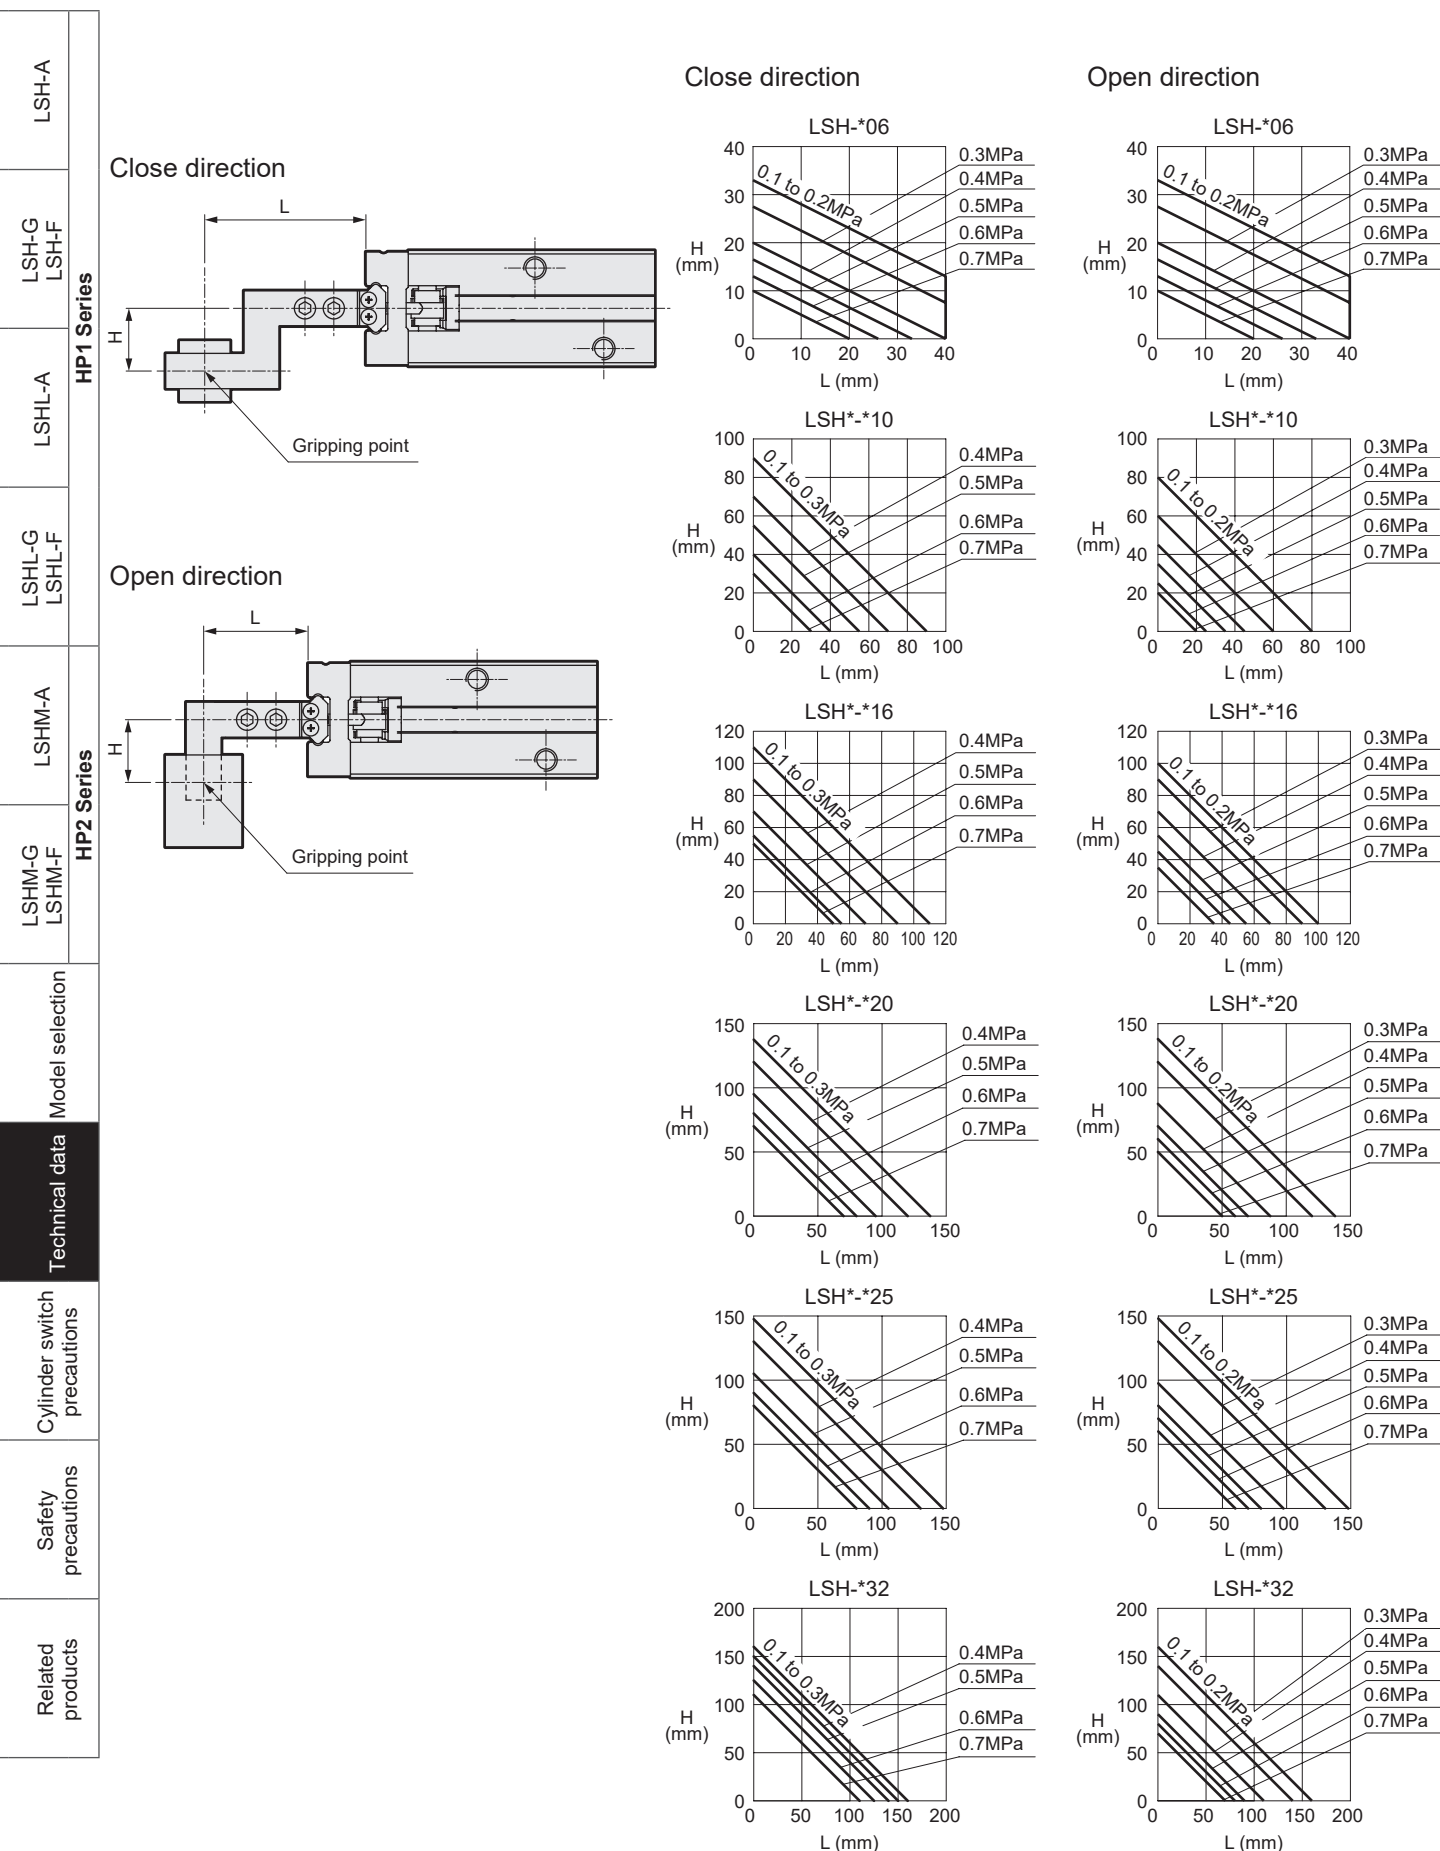 LSH-A
LSH-G
LSH-F
LSHL-A
LSHL-G
LSHL-F
HP1 Series
LSHM-A
LSHM-G
LSHM-F
HP2 Series
Model selection
Technical data
Cylinder switch
precautions
Safety
precautions
Related
products
Close direction
L
H
Gripping point
Open direction
L
H
Gripping point
Close direction
LSH-*06
40
30
20
10
0
H
(mm)
0.1 to 0.2MPa
0.3MPa
0.4MPa
0.5MPa
0.6MPa
0.7MPa
0 10 20 30 40
L (mm)
LSH*-*10
100
80
60
40
20
0
H
(mm)
0.1 to 0.3MPa
0.4MPa
0.5MPa
0.6MPa
0.7MPa
0 20 40 60 80 100
L (mm)
LSH*-*16
120
100
80
60
40
20
0
H
(mm)
0.1 to 0.3MPa
0.4MPa
0.5MPa
0.6MPa
0.7MPa
0 20 40 60 80 100 120
L (mm)
LSH*-*20
150
100
50
0
H
(mm)
0.1 to 0.3MPa
0.4MPa
0.5MPa
0.6MPa
0.7MPa
0 50 100 150
L (mm)
LSH*-*25
150
100
50
0
H
(mm)
0.1 to 0.3MPa
0.4MPa
0.5MPa
0.6MPa
0.7MPa
0 50 100 150
L (mm)
LSH-*32
200
150
100
50
0
H
(mm)
0.1 to 0.3MPa
0.4MPa
0.5MPa
0.6MPa
0.7MPa
0 50 100 150 200
L (mm)
Open direction
LSH-*06
40
30
20
10
0
H
(mm)
0.1 to 0.2MPa
0.3MPa
0.4MPa
0.5MPa
0.6MPa
0.7MPa
0 10 20 30 40
L (mm)
LSH*-*10
100
80
60
40
20
0
H
(mm)
0.1 to 0.2MPa
0.3MPa
0.4MPa
0.5MPa
0.6MPa
0.7MPa
0 20 40 60 80 100
L (mm)
LSH*-*16
120
100
80
60
40
20
0
H
(mm)
0.1 to 0.2MPa
0.3MPa
0.4MPa
0.5MPa
0.6MPa
0.7MPa
0 20 40 60 80 100 120
L (mm)
LSH*-*20
150
100
50
0
H
(mm)
0.1 to 0.2MPa
0.3MPa
0.4MPa
0.5MPa
0.6MPa
0.7MPa
0 50 100 150
L (mm)
LSH*-*25
150
100
50
0
H
(mm)
0.1 to 0.2MPa
0.3MPa
0.4MPa
0.5MPa
0.6MPa
0.7MPa
0 50 100 150
L (mm)
LSH-*32
200
150
100
50
0
H
(mm)
0.1 to 0.2MPa
0.3MPa
0.4MPa
0.5MPa
0.6MPa
0.7MPa
0 50 100 150 200
L (mm)